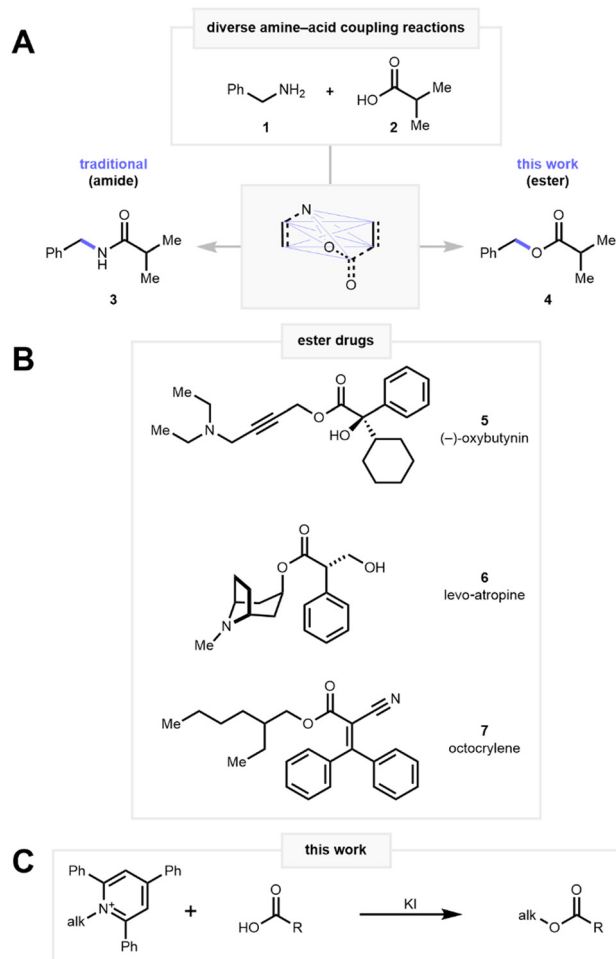 A
diverse amine–acid coupling reactions
Ph NH2 + HO O Me Me
1 2
traditional
(amide)
this work
(ester)
Ph N H O Me Me
3
N O O
Ph O O Me Me
4
B
ester drugs
Me Me N O O HO
5
(–)-oxybutynin
O O OH N Me
6
levo-atropine
Me Me O O N
7
octocrylene
C
this work
Ph Ph N+ alk Ph + O HO R KI O alk O R